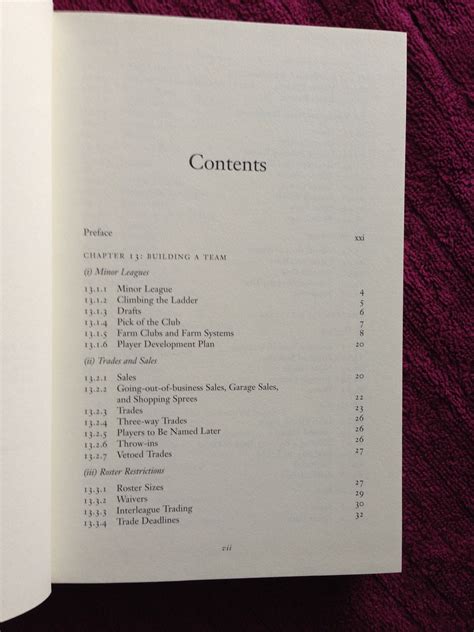 Contents
Preface xxi
CHAPTER 13: BUILDING A TEAM
(i) Minor Leagues
13.1.1 Minor League 4
13.1.2 Climbing the Ladder 5
13.1.3 Drafts 6
13.1.4 Pick of the Club 7
13.1.5 Farm Clubs and Farm Systems 8
13.1.6 Player Development Plan 20
(ii) Trades and Sales
13.2.1 Sales 20
13.2.2 Going-out-of-business Sales, Garage Sales,
and Shopping Sprees 22
13.2.3 Trades 23
13.2.4 Three-way Trades 26
13.2.5 Players to Be Named Later 26
13.2.6 Throw-ins 26
13.2.7 Vetoed Trades 27
(iii) Roster Restrictions
13.3.1 Roster Sizes 27
13.3.2 Waivers 29
13.3.3 Interleague Trading 30
13.3.4 Trade Deadlines 32
vii